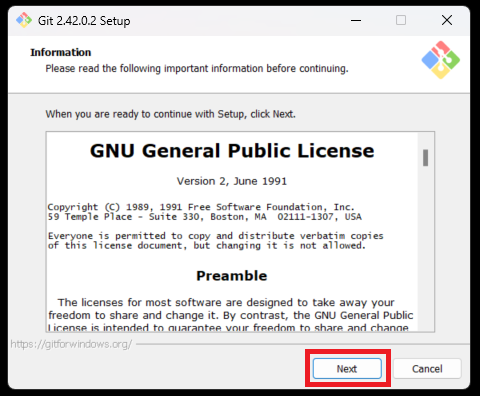 Git 2.42.0.2 Setup
Information
Please read the following important information before continuing.
When you are ready to continue with Setup, click Next.
GNU General Public License
Version 2, June 1991
Copyright (C) 1989, 1991 Free Software Foundation, Inc.
59 Temple Place - Suite 330, Boston, MA  02111-1307, USA
Everyone is permitted to copy and distribute verbatim copies
of this license document, but changing it is not allowed.
Preamble
The licenses for most software are designed to take away your
freedom to share and change it. By contrast, the GNU General Public
License is intended to guarantee your freedom to share and change
https://gitforwindows.org/
Next
Cancel